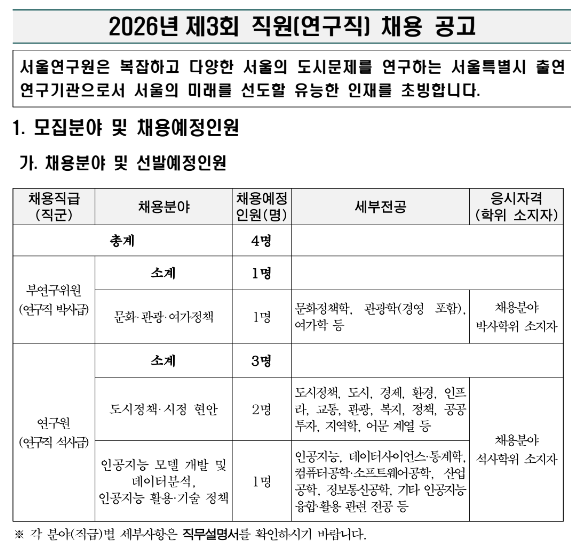 2026년 제3회 직원(연구직) 채용 공고
서울연구원은 복잡하고 다양한 서울의 도시문제를 연구하는 서울특별시 출연
연구기관으로서 서울의 미래를 선도할 유능한 인재를 초빙합니다.
1. 모집분야 및 채용예정인원
가. 채용분야 및 선발예정인원
채용직급
(직군)
채용분야
채용예정
인원(명)
세부전공
응시자격
(학위 소지자)
총계
4명
부연구위원
(연구직 박사급)
소계
1명
문화·관광·여가정책
1명
문화정책학, 관광학(경영 포함),
여가학 등
채용분야
박사학위 소지자
연구원
(연구직 석사급)
소계
3명
도시정책·시정 현안
2명
도시정책, 도시, 경제, 환경, 인프
라, 교통, 관광, 복지, 정책, 공공
투자, 지역학, 어문 계열 등
채용분야
석사학위 소지자
인공지능 모델 개발 및
데이터분석,
인공지능 활용·기술 정책
1명
인공지능, 데이터사이언스·통계학,
컴퓨터공학·소프트웨어공학, 산업
공학, 정보통신공학, 기타 인공지능
융합·활용 관련 전공 등
※ 각 분야(직급)별 세부사항은 직무설명서를 확인하시기 바랍니다.